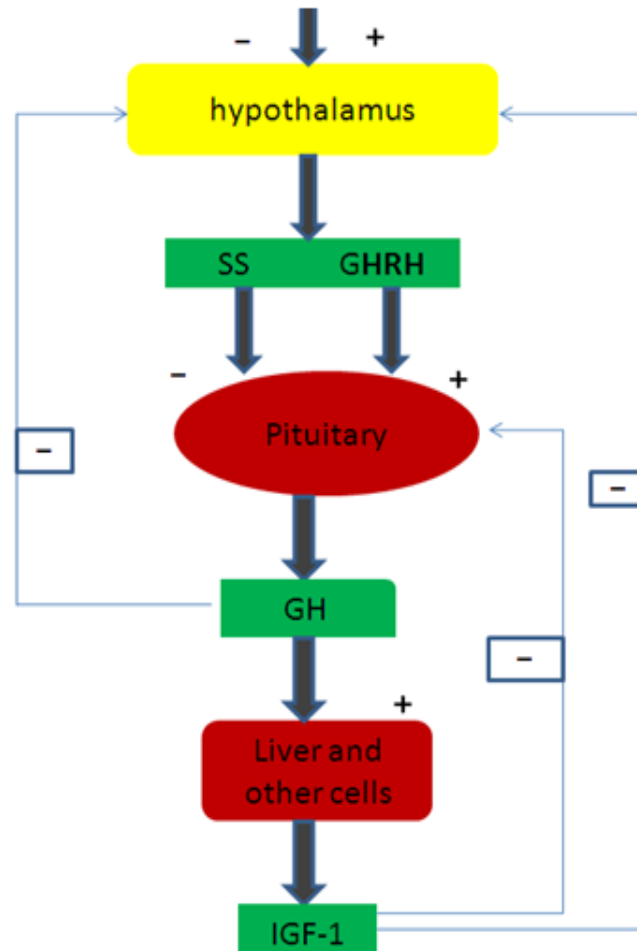 − +
hypothalamus
SS GHRH
− +
Pituitary
−
−
GH
−
+
Liver and
other cells
IGF-1